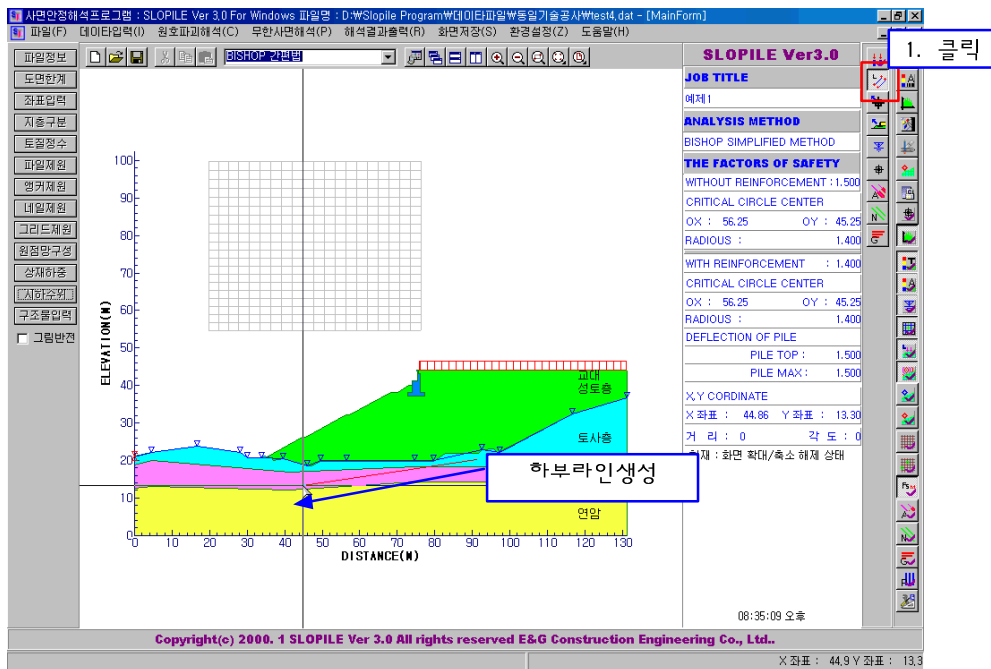 사면안정해석프로그램 : SLOPILE Ver 3.0 For Windows 파일명 : D:₩Slopile Program₩데이타파일₩동일기술공사₩test4.dat - [MainForm]
파일(F) 데이타입력(I) 원호파괴해석(C) 무한사면해석(P) 해석결과출력(R) 화면저장(S) 환경설정(Z) 도움말(H)
1. 클릭
파일정보
BISHOP 간편법
SLOPILE Ver3.0
도면한계
JOB TITLE
좌표입력
예제1
지층구분
ANALYSIS METHOD
토질정수
BISHOP SIMPLIFIED METHOD
파일제원
THE FACTORS OF SAFETY
앵커제원
WITHOUT REINFORCEMENT : 1.500
네일제원
CRITICAL CIRCLE CENTER
그리드제원
OX : 56.25 OY : 45.25
원점망구성
RADIOUS : 1.400
상재하중
WITH REINFORCEMENT : 1.400
지하수위
CRITICAL CIRCLE CENTER
구조물입력
OX : 56.25 OY : 45.25
그림반전
RADIOUS : 1.400
DEFLECTION OF PILE
PILE TOP : 1.500
PILE MAX : 1.500
X,Y CORDINATE
X 좌표 : 44.86 Y 좌표 : 13.30
거 리 : 0 각 도 : 0
현재 : 화면 확대/축소 해제 상태
ELEVATION(M)
100
90
80
70
60
50
40
30
20
10
0
교대
성토층
토사층
하부라인생성
연암
0 10 20 30 40 50 60 70 80 90 100 110 120 130
DISTANCE(M)
08:35:09 오후
Copyright(c) 2000. 1 SLOPILE Ver 3.0 All rights reserved E&G Construction Engineering Co., Ltd..
X 좌표 : 44.9 Y 좌표 : 13.3